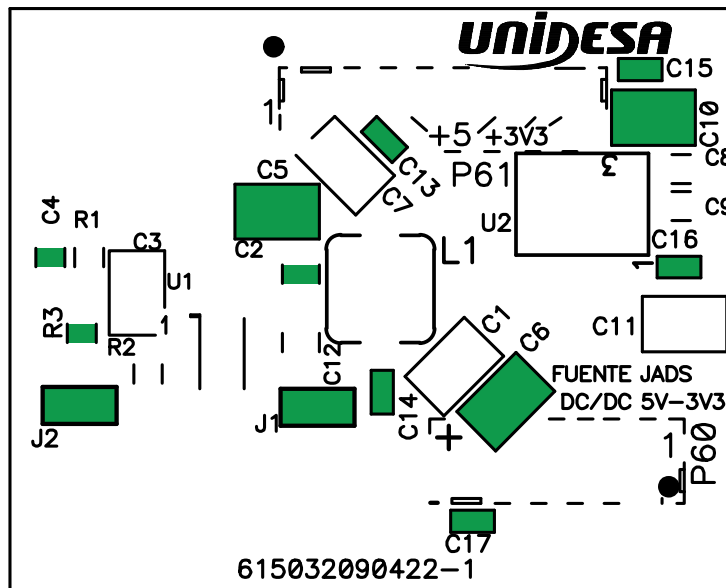 UNIDESA
C15
1
C10
+5 +3V3
C13
3
C8
C5
P61
C7
C4
R1
C9
U2
C2
C3
L1
C16
U1
1
R3
1
C1
C11
R2
C12
C6
FUENTE JADS
DC/DC 5V-3V3
C14
J2
J1
+
1
P60
C17
615032090422-1